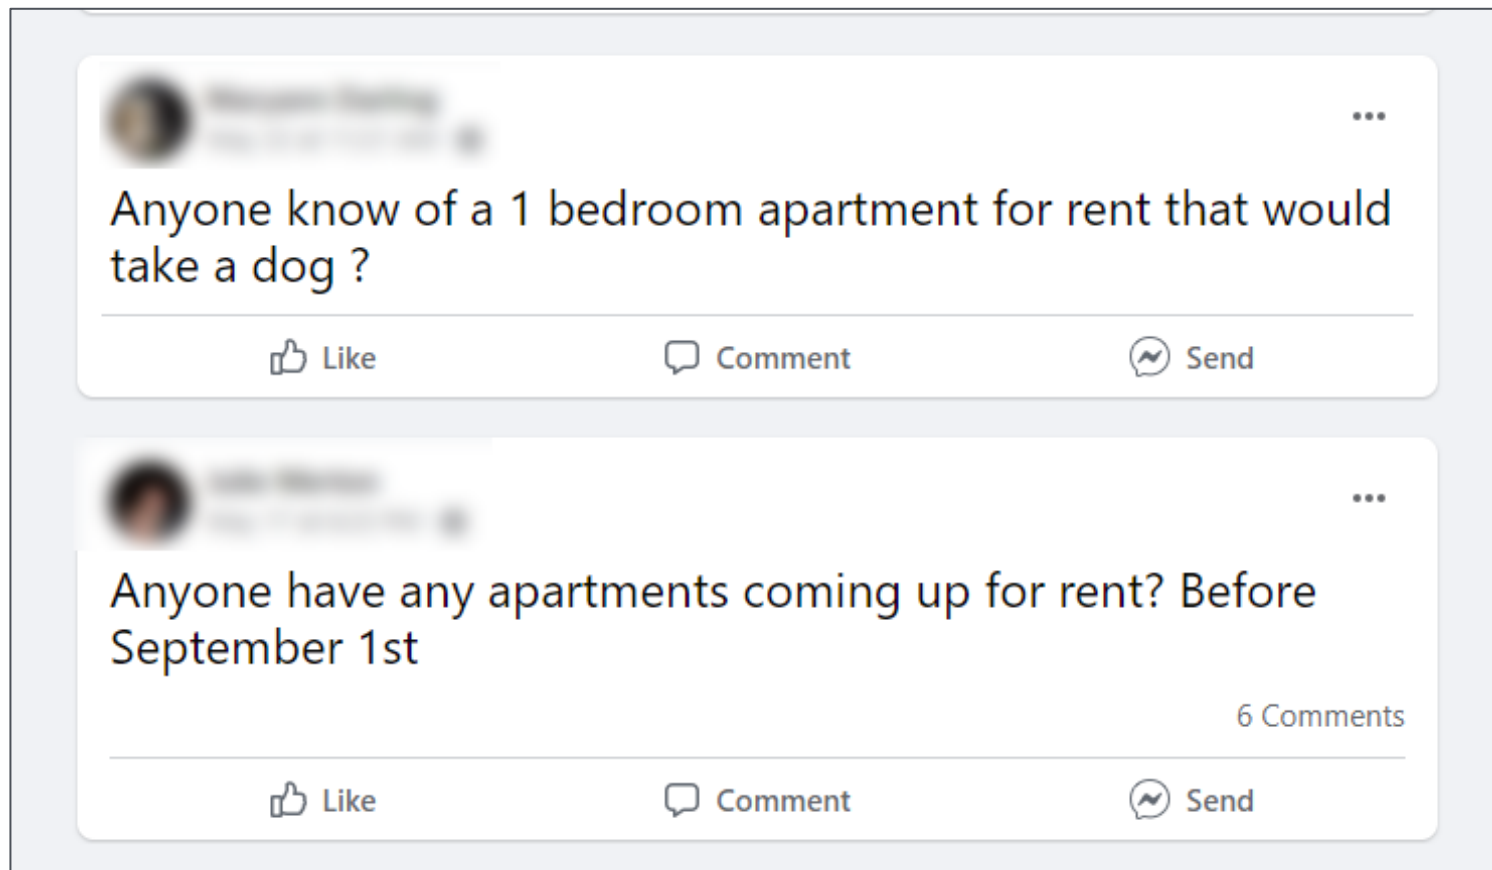 Anyone know of a 1 bedroom apartment for rent that would
take a dog ?
Like
Comment
Send
Anyone have any apartments coming up for rent? Before
September 1st
6 Comments
Like
Comment
Send